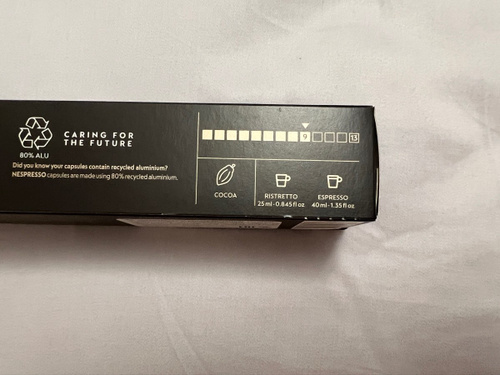 80% ALU
CARING FOR
THE FUTURE
Did you know your capsules contain recycled aluminium?
NESPRESSO capsules are made using 80% recycled aluminium.
9
13
COCOA
RISTRETTO
25 ml - 0.845 fl oz
ESPRESSO
40 ml - 1.35 fl oz